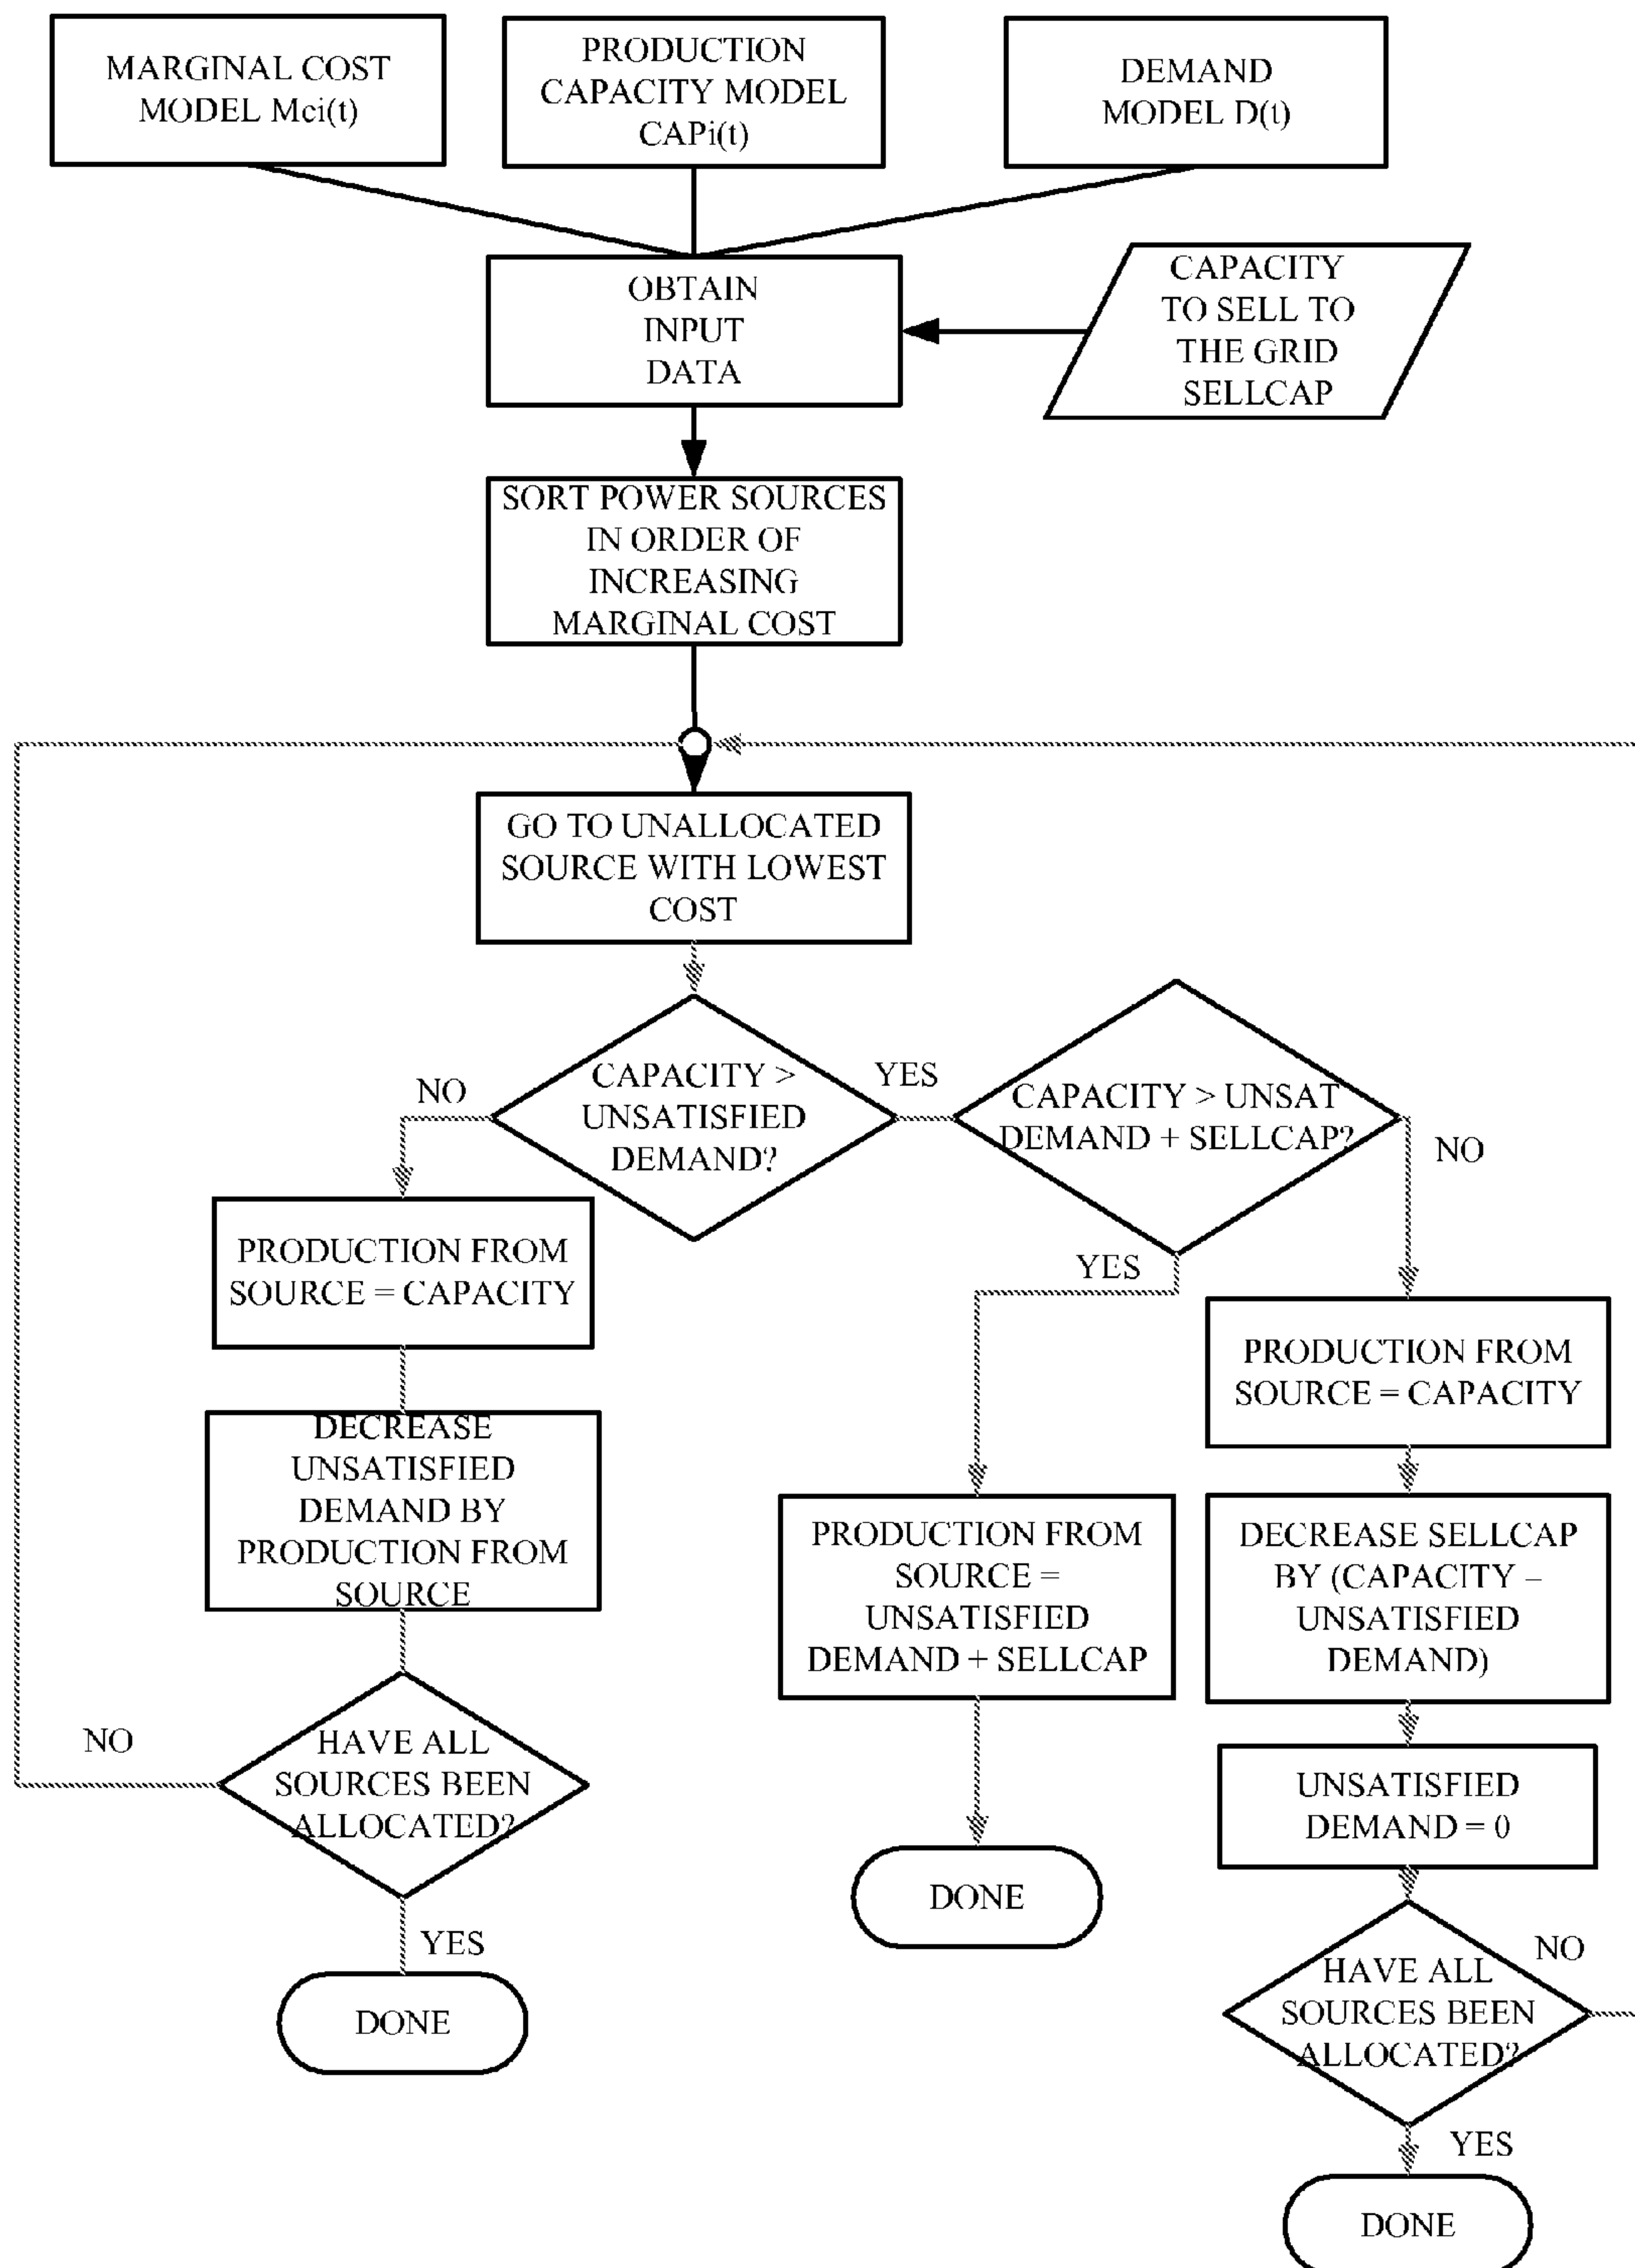 MARGINAL COST
MODEL Mci(t)
PRODUCTION
CAPACITY MODEL
CAPi(t)
DEMAND
MODEL D(t)
OBTAIN
INPUT
DATA
CAPACITY
TO SELL TO
THE GRID
SELLCAP
SORT POWER SOURCES
IN ORDER OF
INCREASING
MARGINAL COST
GO TO UNALLOCATED
SOURCE WITH LOWEST
COST
CAPACITY >
UNSATISFIED
DEMAND?
NO
YES
CAPACITY > UNSAT
DEMAND + SELLCAP?
NO
YES
PRODUCTION FROM
SOURCE = CAPACITY
DECREASE
UNSATISFIED
DEMAND BY
PRODUCTION FROM
SOURCE
HAVE ALL
SOURCES BEEN
ALLOCATED?
NO
YES
DONE
PRODUCTION FROM
SOURCE =
UNSATISFIED
DEMAND + SELLCAP
DONE
PRODUCTION FROM
SOURCE = CAPACITY
DECREASE SELLCAP
BY (CAPACITY –
UNSATISFIED
DEMAND)
UNSATISFIED
DEMAND = 0
HAVE ALL
SOURCES BEEN
ALLOCATED?
NO
YES
DONE